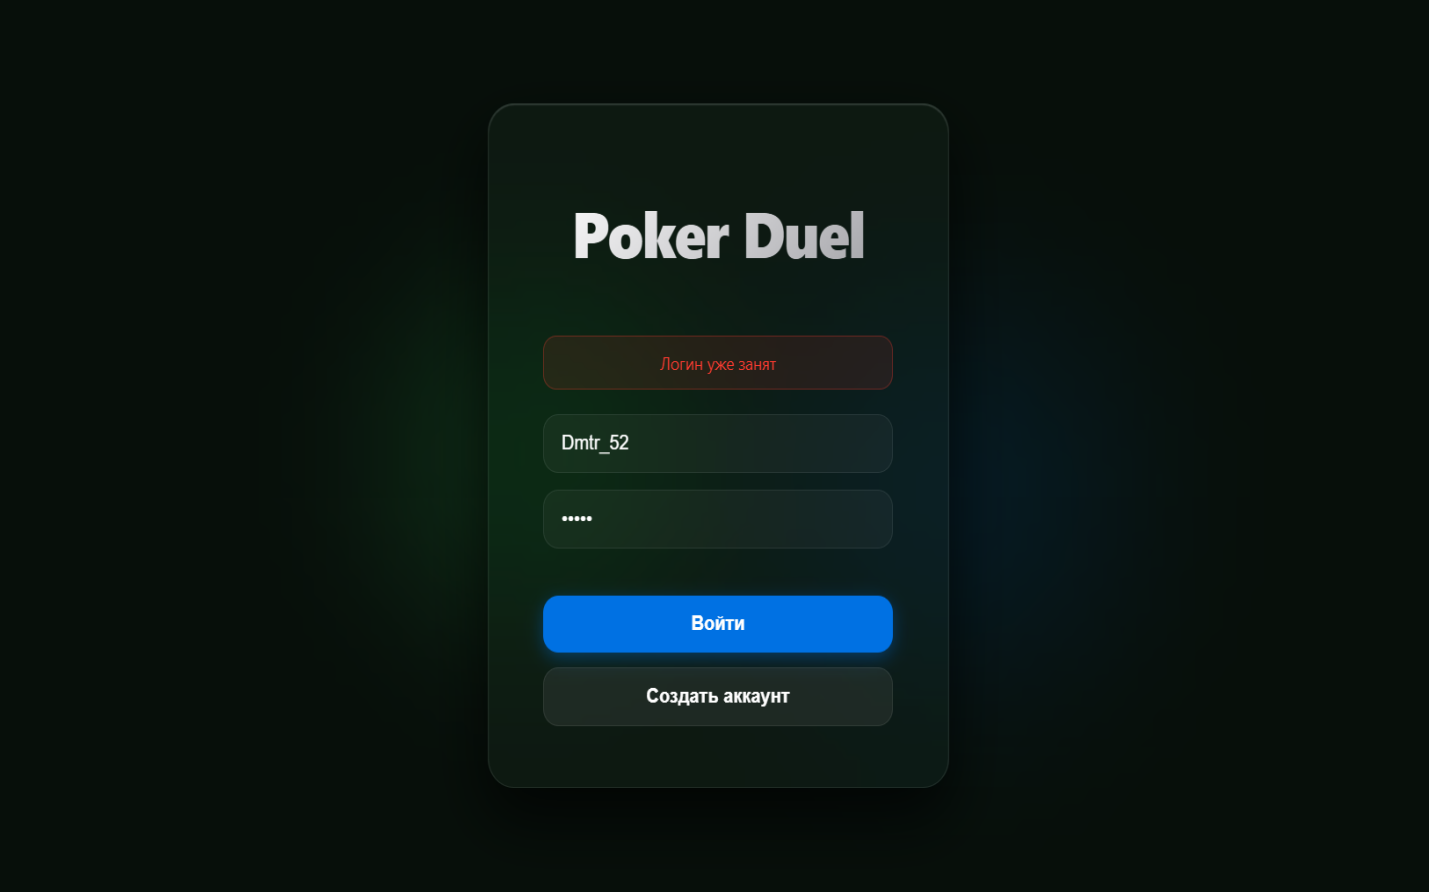 Poker Duel
Логин уже занят
Dmtr_52
•••••
Войти
Создать аккаунт